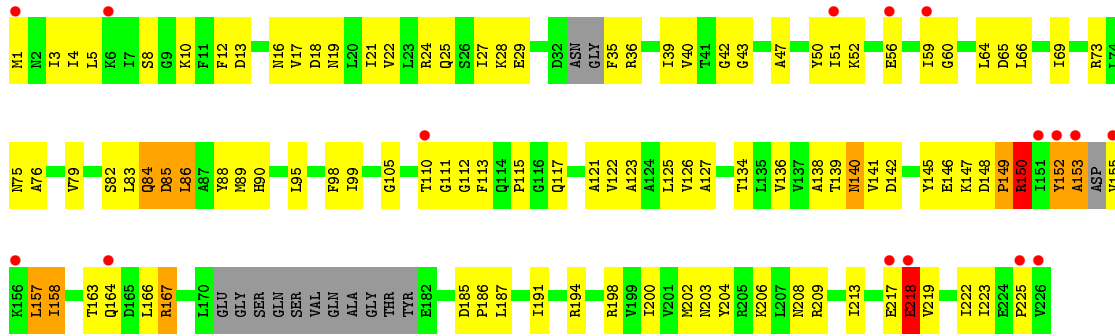 M1 N2 I3 I4 L5 K6 I7 S8 G9 K10 F11 F12 D13 N16 V17 D18 N19 L20 I21 V22 L23 R24 Q25 S26 I27 K28 E29 D32 ASN GLY F35 R36 I39 V40 T41 G42 G43 A47 Y50 I51 K52 E56 I59 G60 L64 D65 L66 I69 R73 L74
N75 A76 V79 S82 L83 Q84 D85 L86 A87 Y88 M89 H90 L95 F98 I99 G105 T110 G111 G112 F113 Q114 P115 G116 Q117 A121 V122 A123 A124 L125 V126 A127 T134 L135 V136 V137 A138 T139 N140 V141 D142 Y145 E146 K147 D148 P149 R150 I151 Y152 A153 ASP V155
K156 L157 I158 T163 Q164 D165 L166 R167 L170 GLU GLY SER GLN SER VAL GLN ALA GLY THR TYR E182 D185 P186 L187 I191 R194 R198 V199 I200 V201 M202 N203 Y204 R205 K206 L207 N208 R209 I213 E217 E218 V219 I222 I223 E224 P225 V226